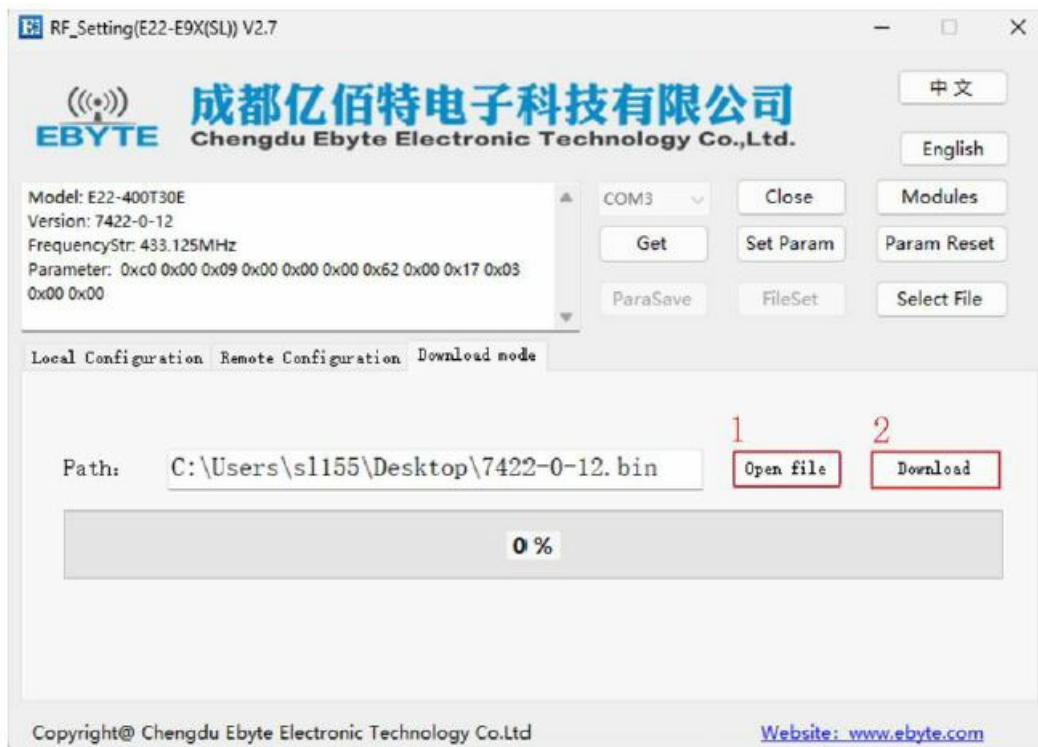 RF_Setting(E22-E9X(SL)) V2.7
((•))
EBYTE
成都亿佰特电子科技有限公司
Chengdu Ebyte Electronic Technology Co.,Ltd.
中文
English
Model: E22-400T30E
Version: 7422-0-12
FrequencyStr: 433.125MHz
Parameter: 0xc0 0x00 0x09 0x00 0x00 0x00 0x62 0x00 0x17 0x03
0x00 0x00
COM3 Close Modules
Get Set Param Param Reset
ParaSave FileSet Select File
Local Configuration Remote Configuration Download mode
1 2
Path: C:\Users\sl155\Desktop\7422-0-12.bin Open file Download
0 %
Copyright@ Chengdu Ebyte Electronic Technology Co.Ltd Website: www.ebyte.com